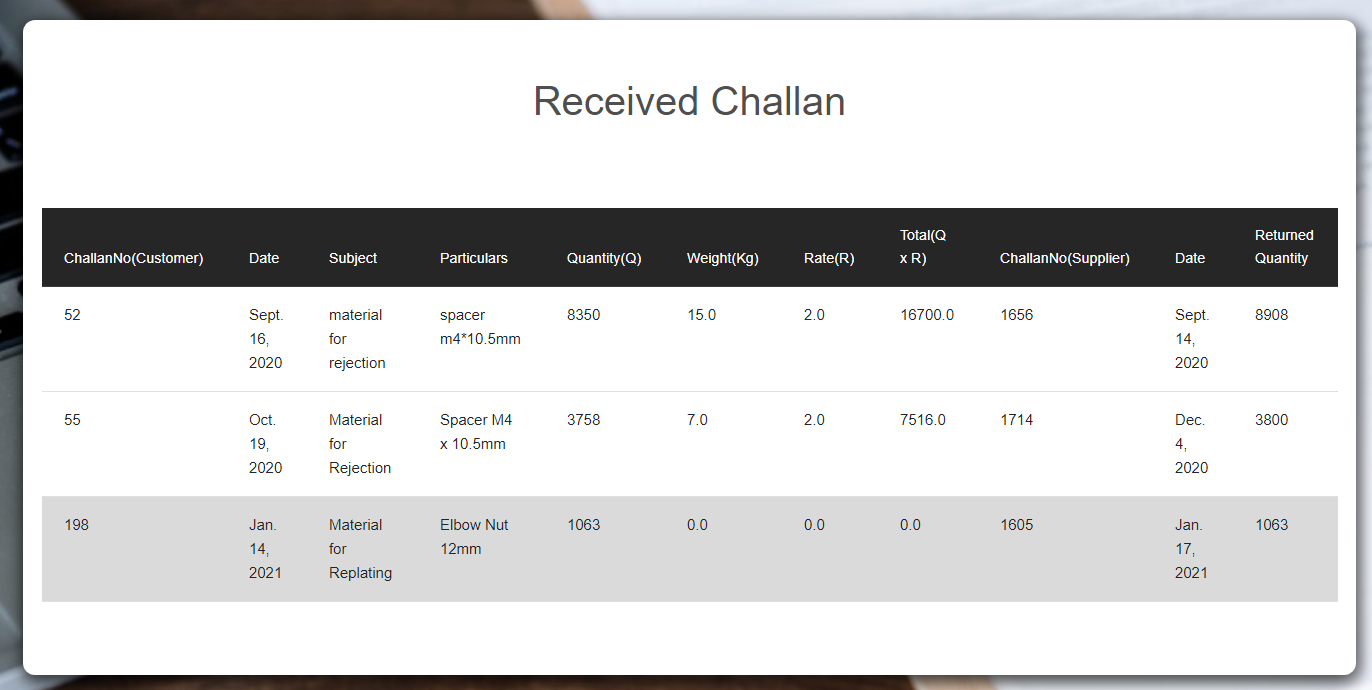 Received Challan
ChallanNo(Customer) Date Subject Particulars Quantity(Q) Weight(Kg) Rate(R) Total(Q x R) ChallanNo(Supplier) Date Returned Quantity
52 Sept. 16, 2020 material for rejection spacer m4*10.5mm 8350 15.0 2.0 16700.0 1656 Sept. 14, 2020 8908
55 Oct. 19, 2020 Material for Rejection Spacer M4 x 10.5mm 3758 7.0 2.0 7516.0 1714 Dec. 4, 2020 3800
198 Jan. 14, 2021 Material for Replating Elbow Nut 12mm 1063 0.0 0.0 0.0 1605 Jan. 17, 2021 1063